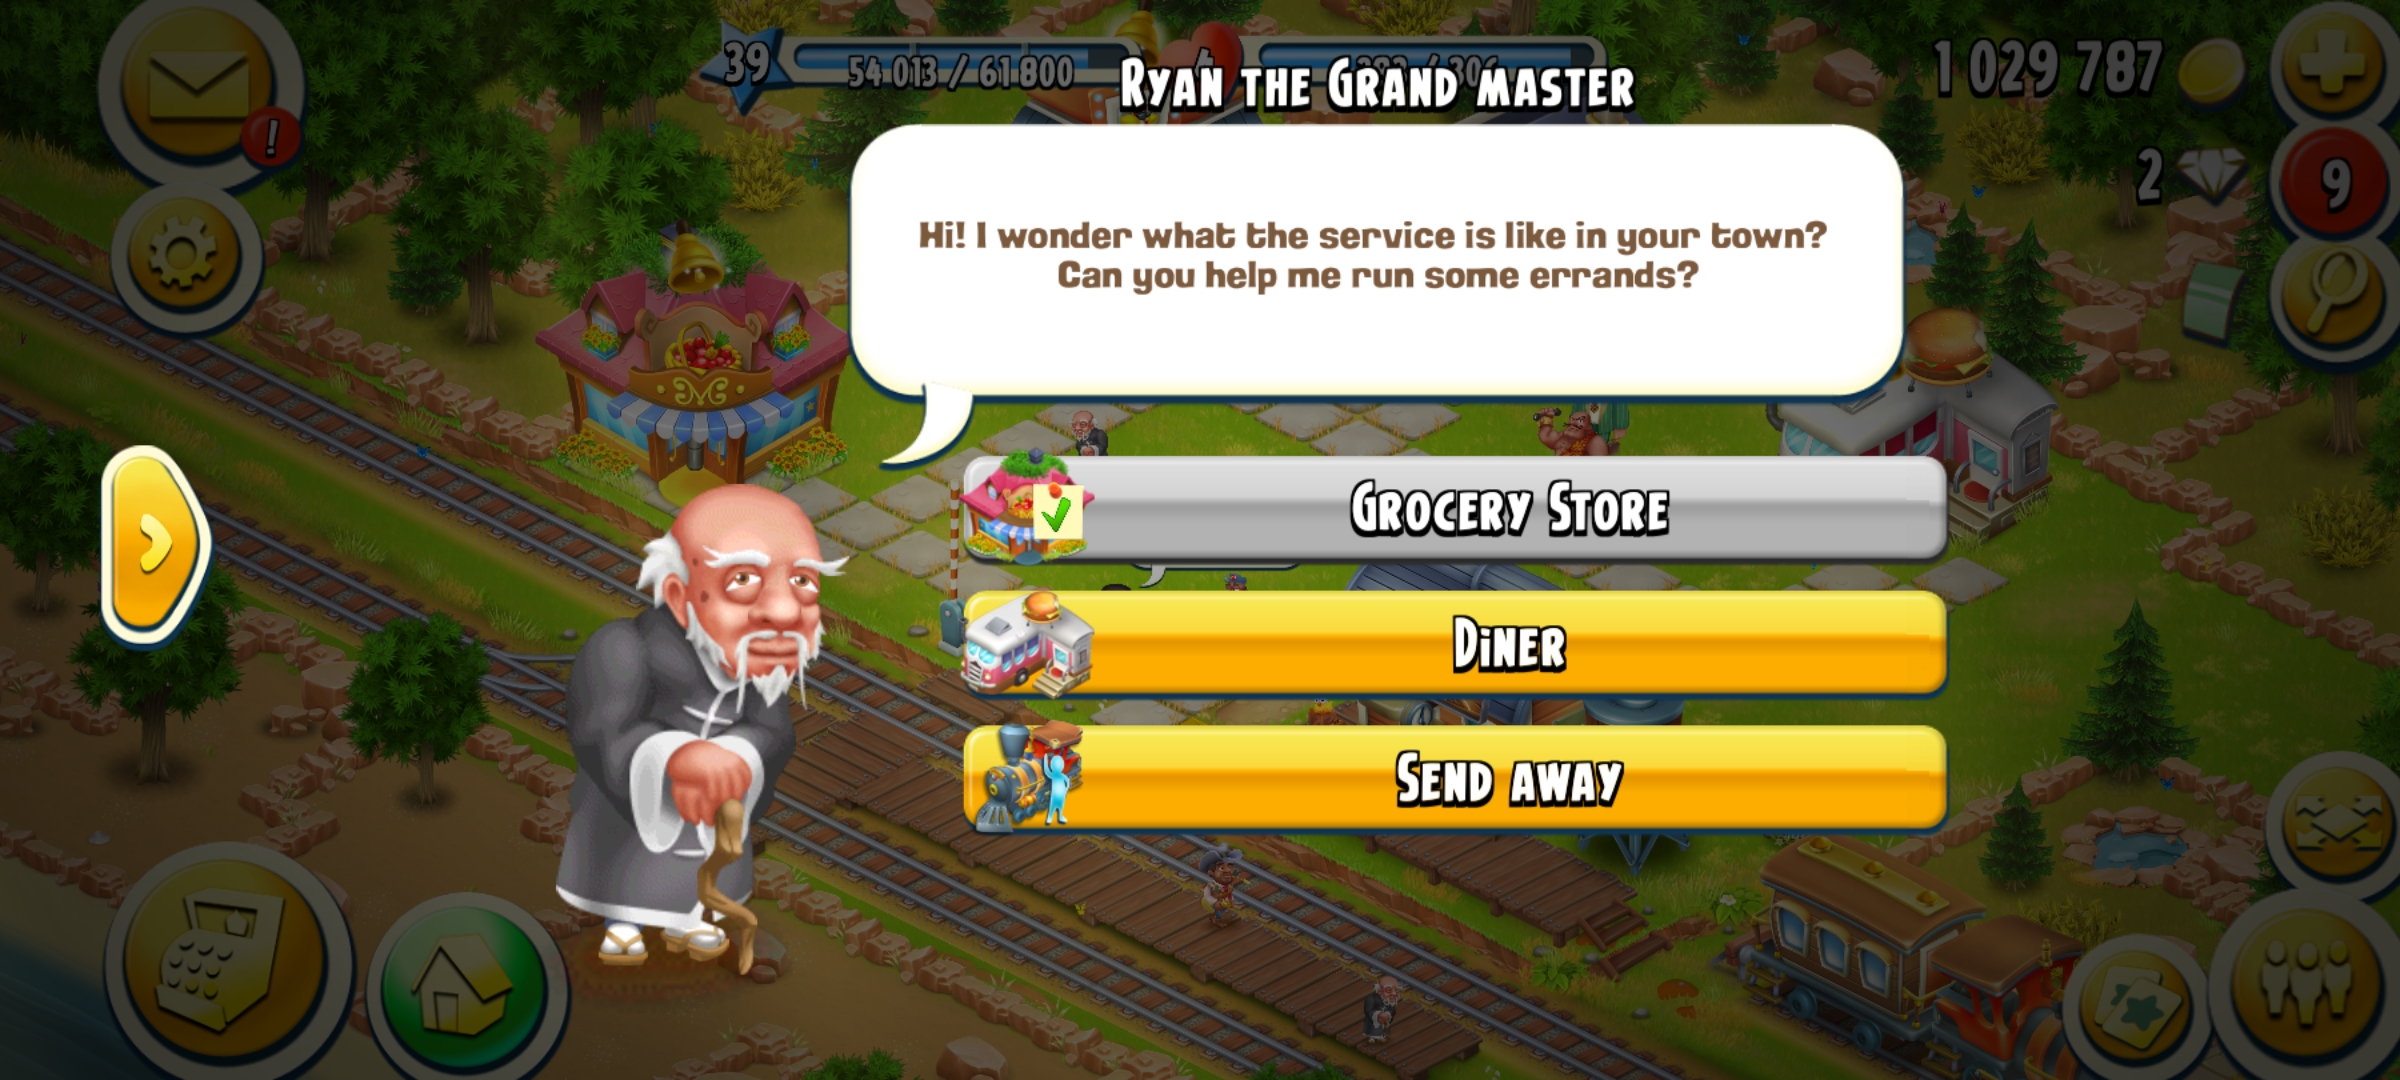 39
54 013 / 61 800
4
1 029 787
RYAN THE GRAND MASTER
2
9
Hi! I wonder what the service is like in your town?
Can you help me run some errands?
GROCERY STORE
DINER
SEND AWAY